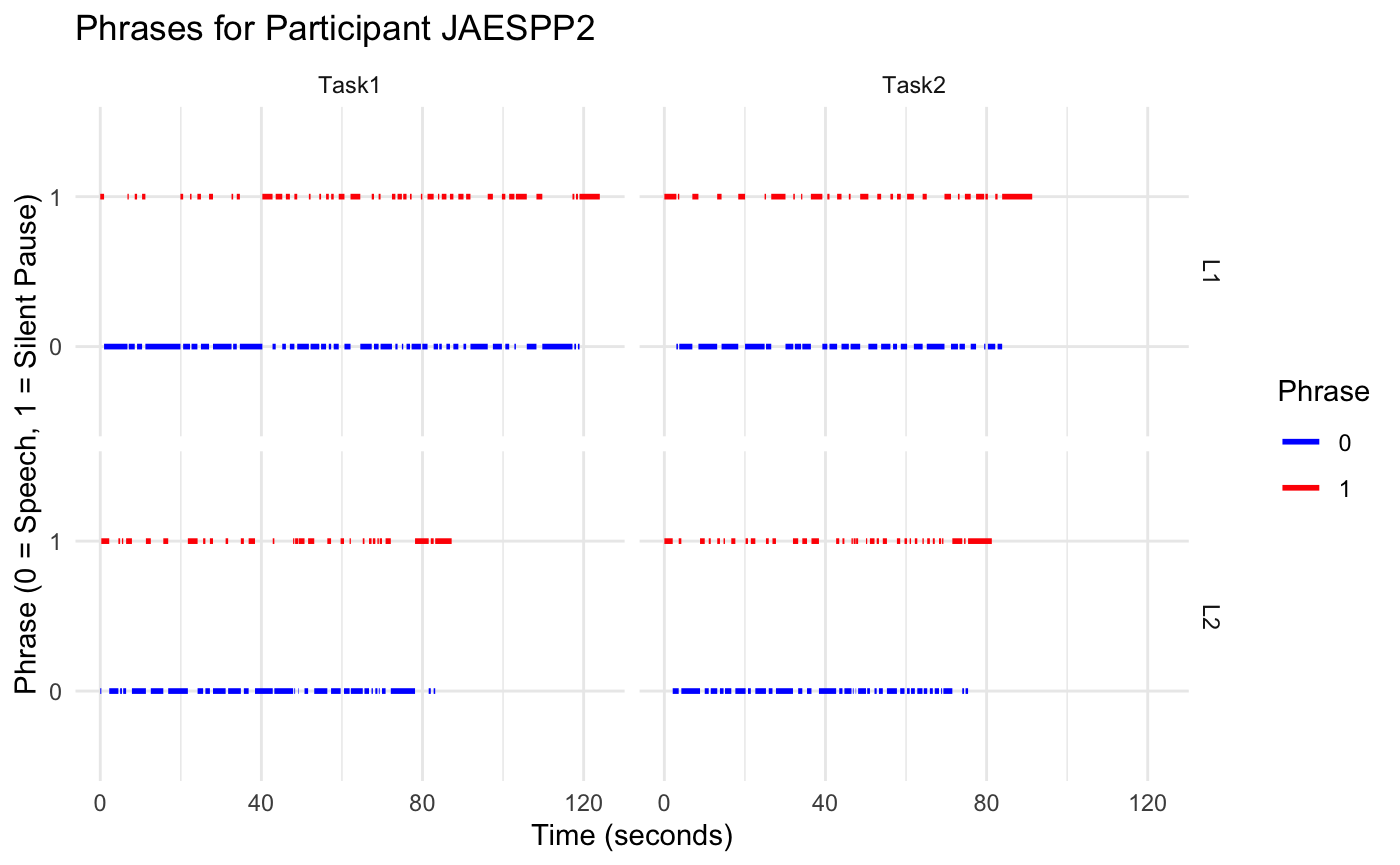 Phrases for Participant JAESPP2
Task1
Task2
Phrase (0 = Speech, 1 = Silent Pause)
1
0
L1
1
0
L2
0
40
80
120
0
40
80
120
Time (seconds)
Phrase
0
1